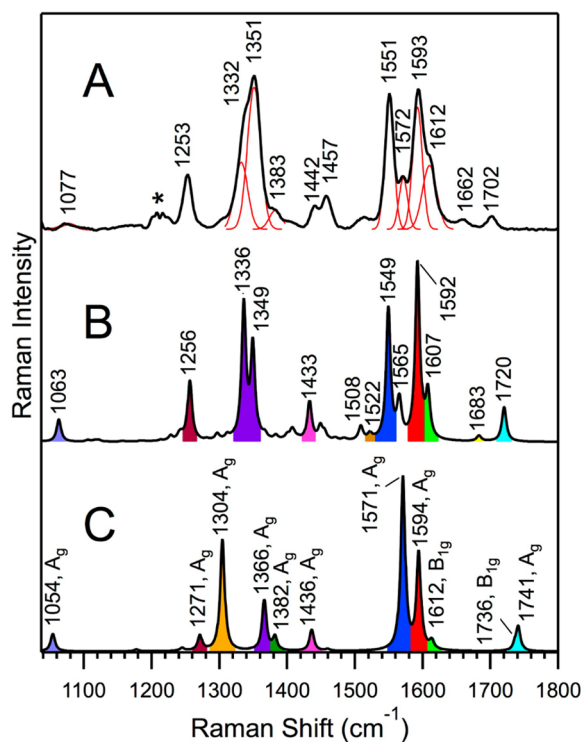 A
1077
*
1253
1332
1351
1383
1442
1457
1551
1572
1593
1612
1662
1702
B
1063
1256
1336
1349
1433
1508
1522
1549
1565
1592
1607
1683
1720
C
1054, Ag
1271, Ag
1304, Ag
1366, Ag
1382, Ag
1436, Ag
1571, Ag
1594, Ag
1612, B1g
1736, B1g
1741, Ag
Raman Intensity
1100 1200 1300 1400 1500 1600 1700 1800
Raman Shift (cm-1)